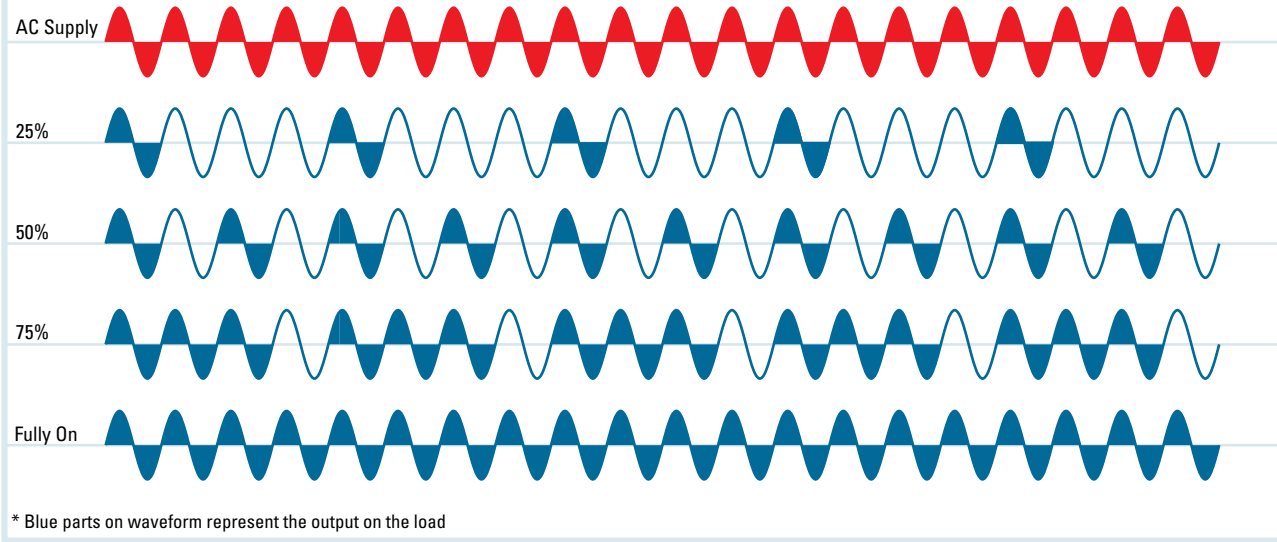 AC Supply
25%
50%
75%
Fully On
* Blue parts on waveform represent the output on the load